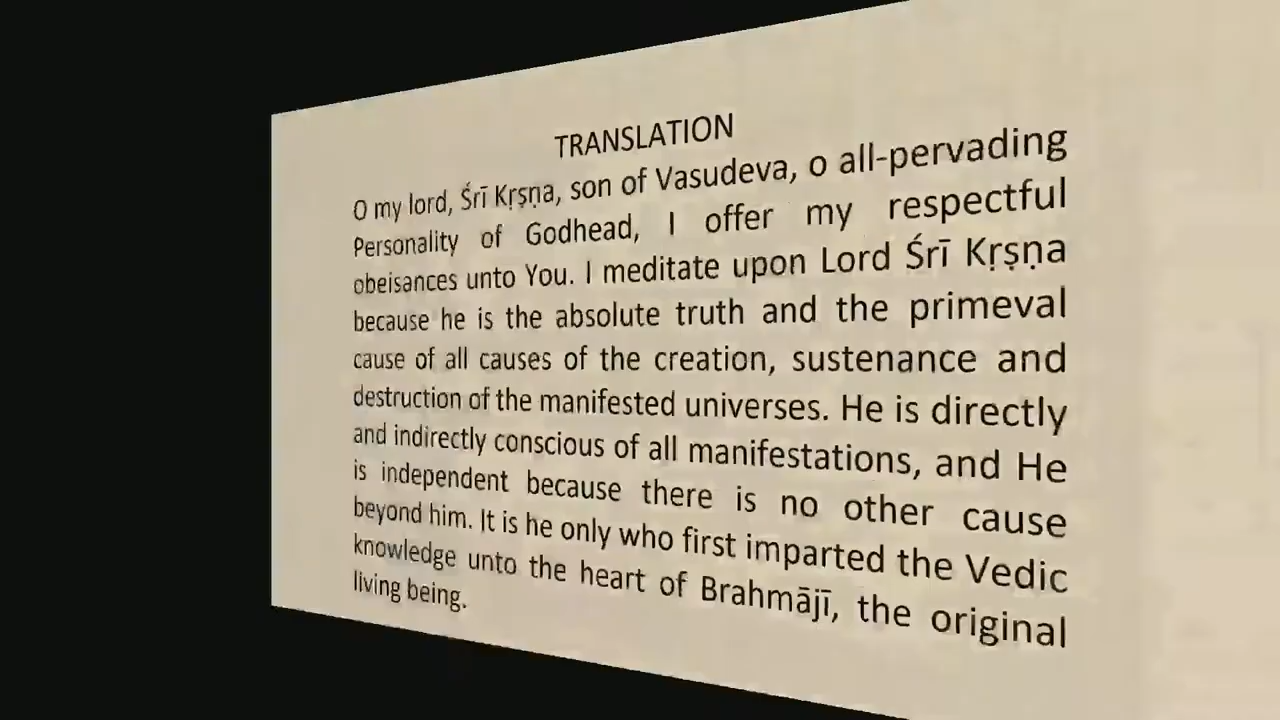 TRANSLATION
O my lord, Śrī Kṛṣṇa, son of Vasudeva, o all-pervading
Personality of Godhead, I offer my respectful
obeisances unto You. I meditate upon Lord Śrī Kṛṣṇa
because he is the absolute truth and the primeval
cause of all causes of the creation, sustenance and
destruction of the manifested universes. He is directly
and indirectly conscious of all manifestations, and He
is independent because there is no other cause
beyond him. It is he only who first imparted the Vedic
knowledge unto the heart of Brahmājī, the original
living being.